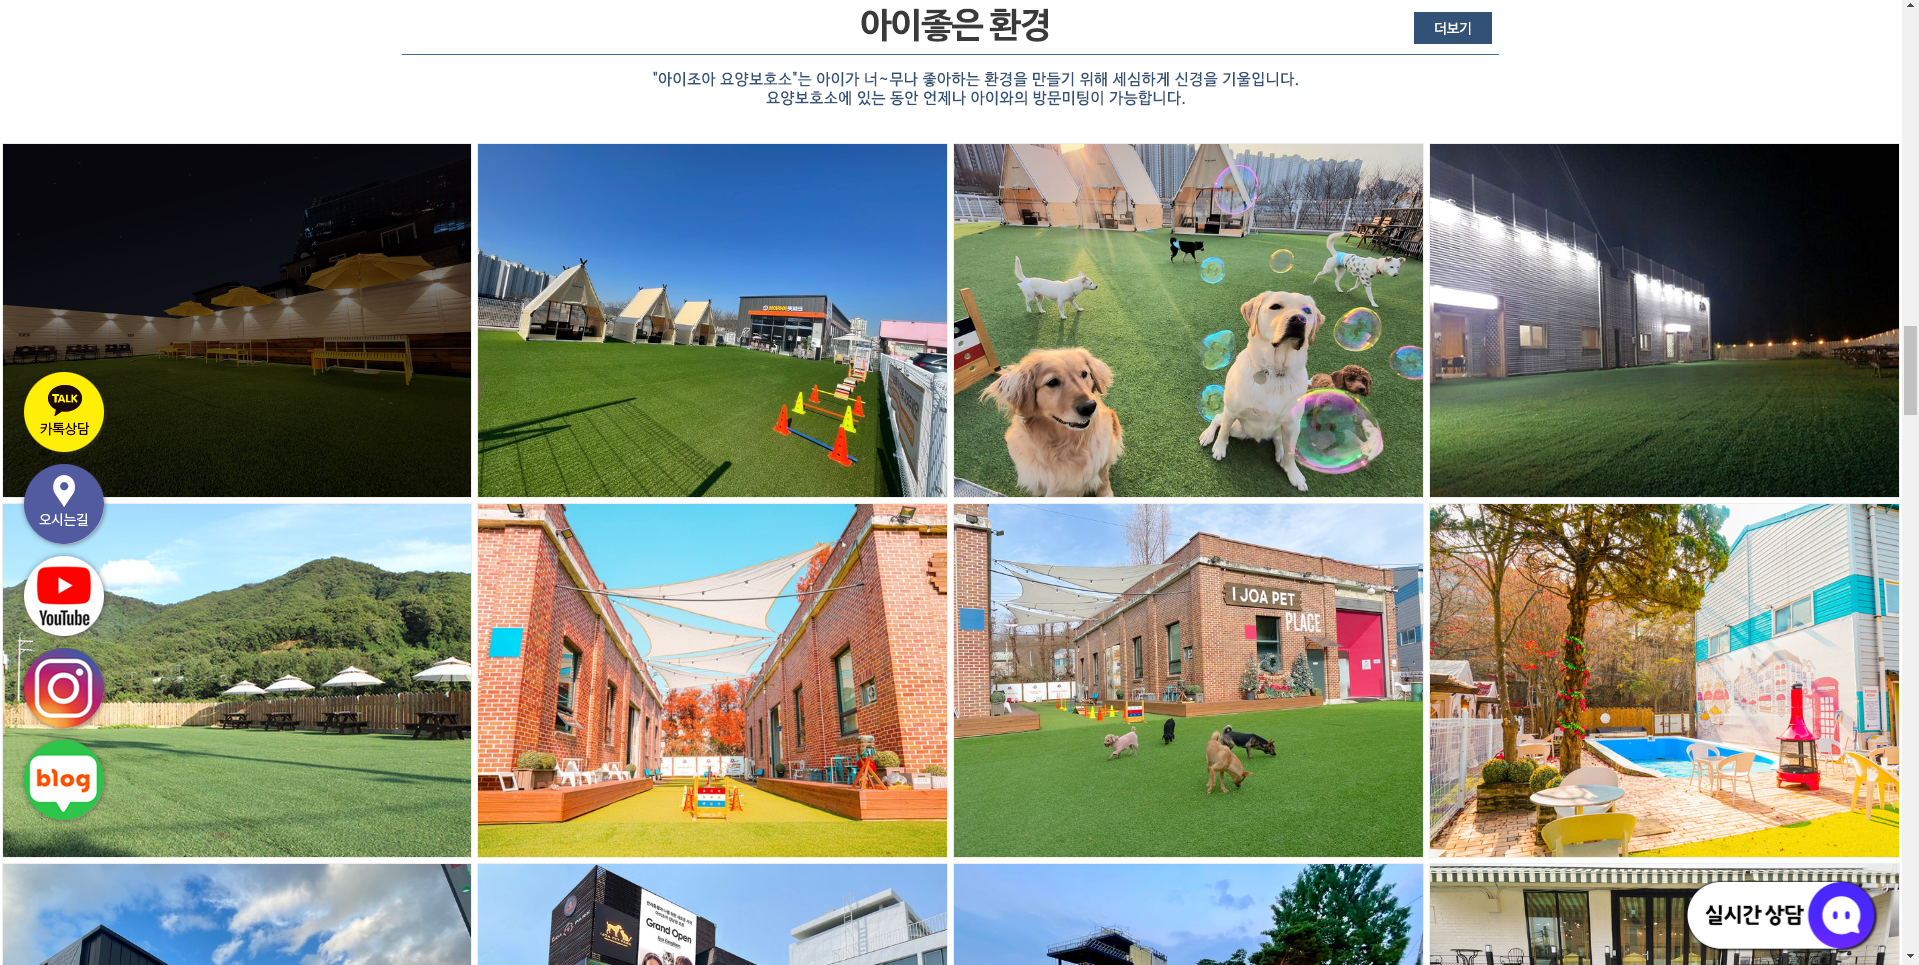 아이좋은 환경
더보기
"아이조아 요양보호소"는 아이가 너~무나 좋아하는 환경을 만들기 위해 세심하게 신경을 기울입니다.
요양보호소에 있는 동안 언제나 아이와의 방문미팅이 가능합니다.
TALK
카톡상담
오시는길
YouTube
I JOA PET
PLACE
blog
Grand Open
실시간 상담